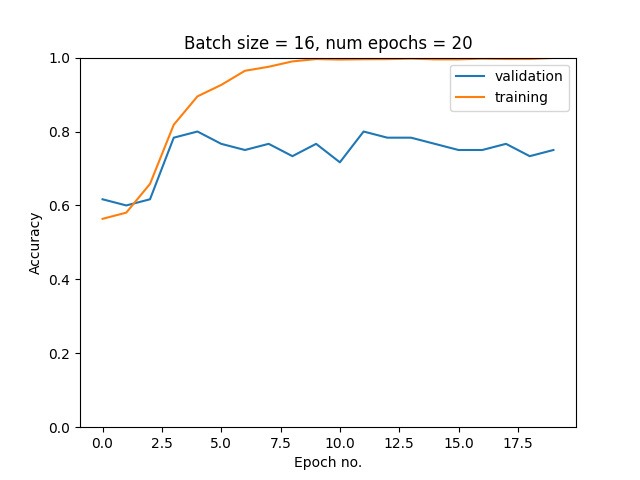 Batch size = 16, num epochs = 20
validation
training
1.0
0.8
0.6
0.4
0.2
0.0
Accuracy
0.0 2.5 5.0 7.5 10.0 12.5 15.0 17.5
Epoch no.